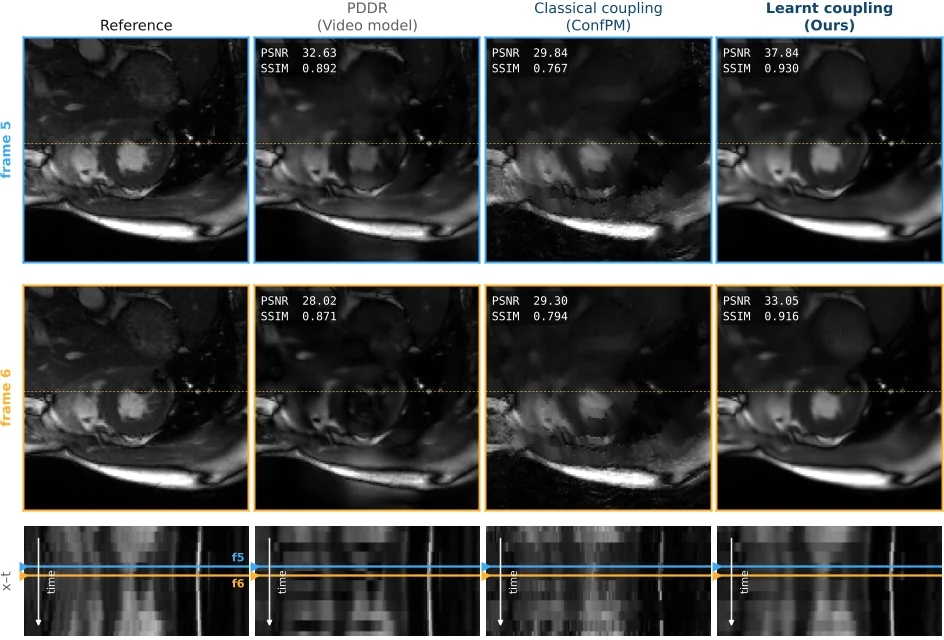 Reference
PDDR
(Video model)
Classical coupling
(ConfPM)
Learnt coupling
(Ours)
frame 5
PSNR 32.63
SSIM 0.892
PSNR 29.84
SSIM 0.767
PSNR 37.84
SSIM 0.930
frame 6
PSNR 28.02
SSIM 0.871
PSNR 29.30
SSIM 0.794
PSNR 33.05
SSIM 0.916
x–t
time
f5
f6
time
time
time